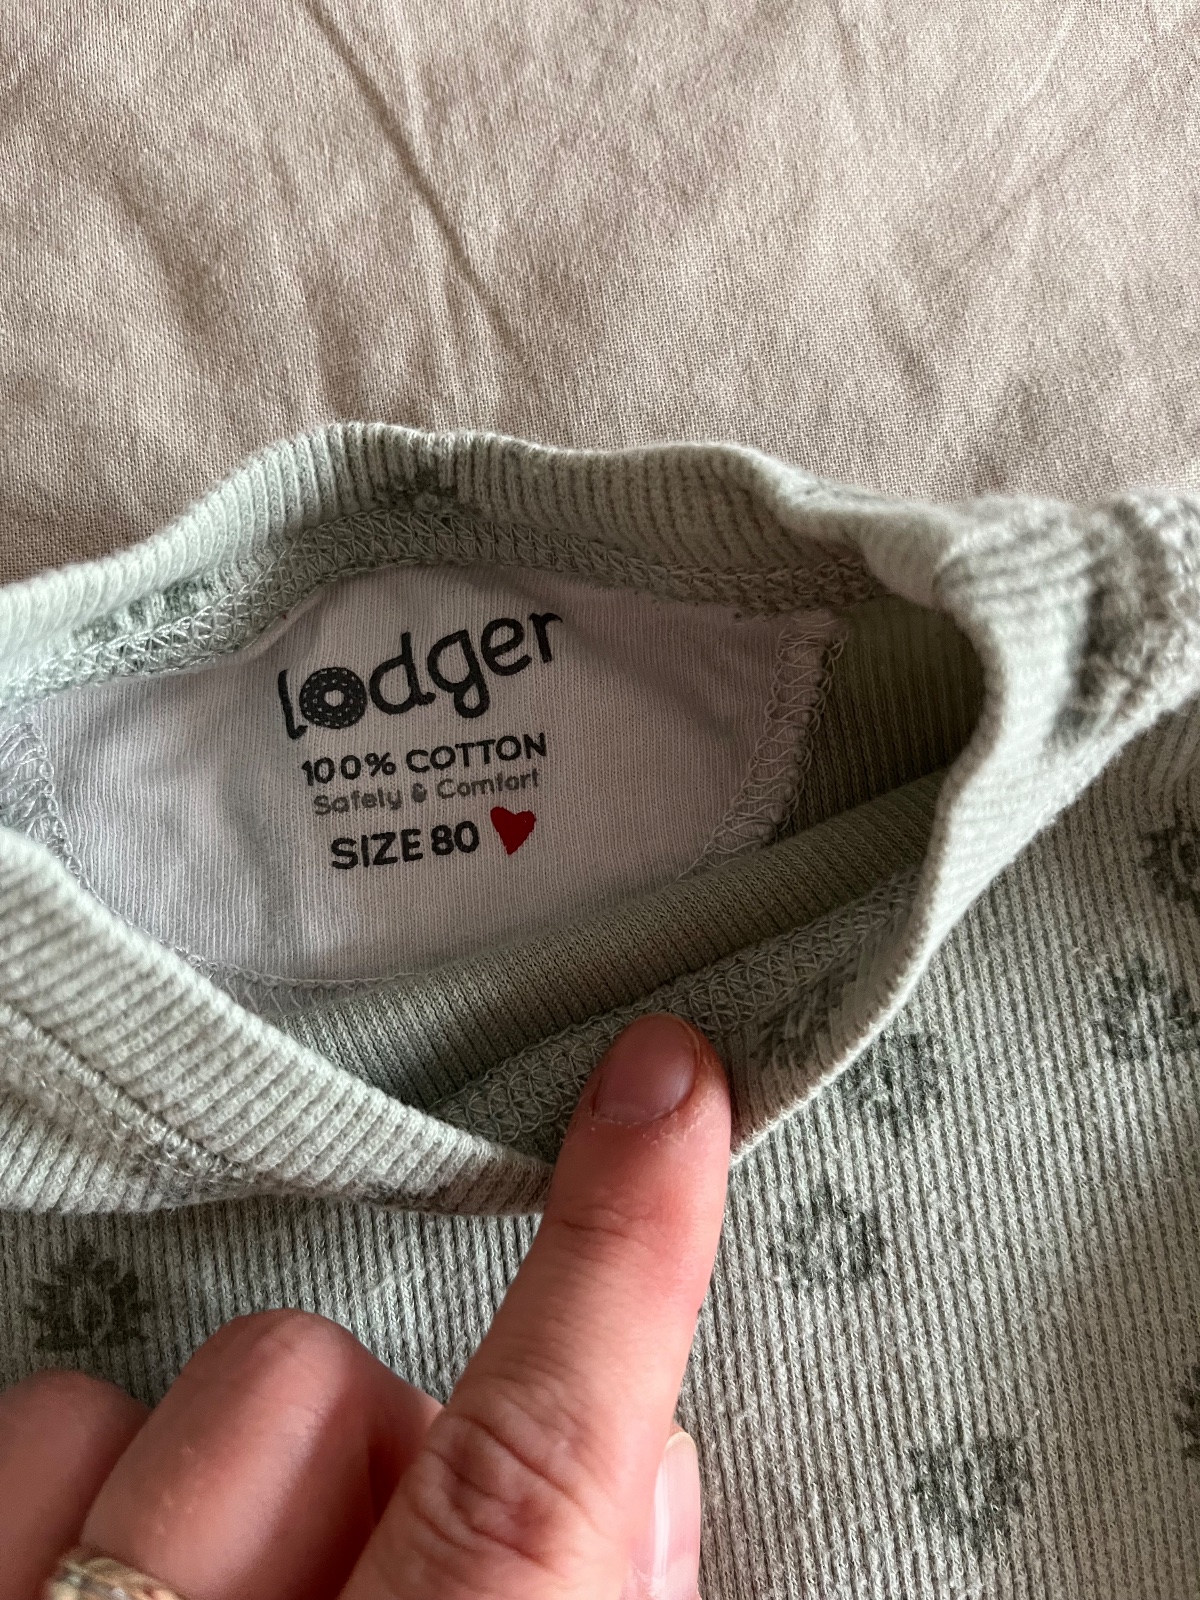 lodger
100% COTTON
Safety & Comfort
SIZE 80